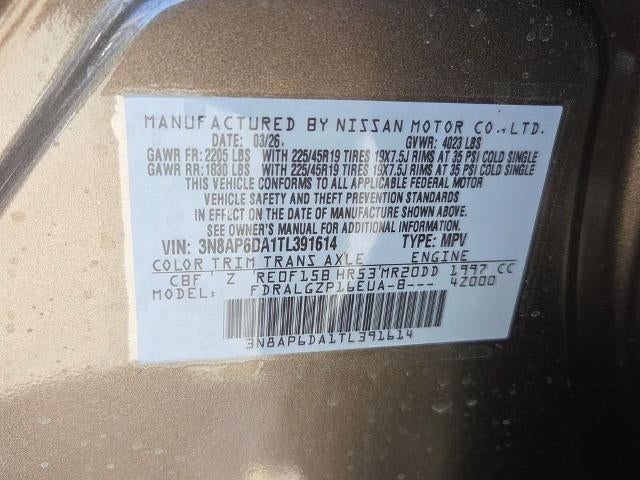 MANUFACTURED BY NISSAN MOTOR CO., LTD.
DATE: 03/26. GVWR: 4023 LBS
GAWR FR: 2205 LBS WITH 225/45R19 TIRES 19X7.5J RIMS AT 35 PSI COLD SINGLE
GAWR RR: 1830 LBS WITH 225/45R19 TIRES 19X7.5J RIMS AT 35 PSI COLD SINGLE
THIS VEHICLE CONFORMS TO ALL APPLICABLE FEDERAL MOTOR
VEHICLE SAFETY AND THEFT PREVENTION STANDARDS
IN EFFECT ON THE DATE OF MANUFACTURE SHOWN ABOVE.
SEE OWNER'S MANUAL FOR ADDITIONAL INFORMATION.
VIN: 3N8AP6DA1TL391614 TYPE: MPV
COLOR TRIM TRANS AXLE ENGINE
CBF' Z RE0F15B HR53'MR20DD 1997 CC
MODEL: FDRALGZP16EUA-B--- 4Z000
3N8AP6DA1TL391614